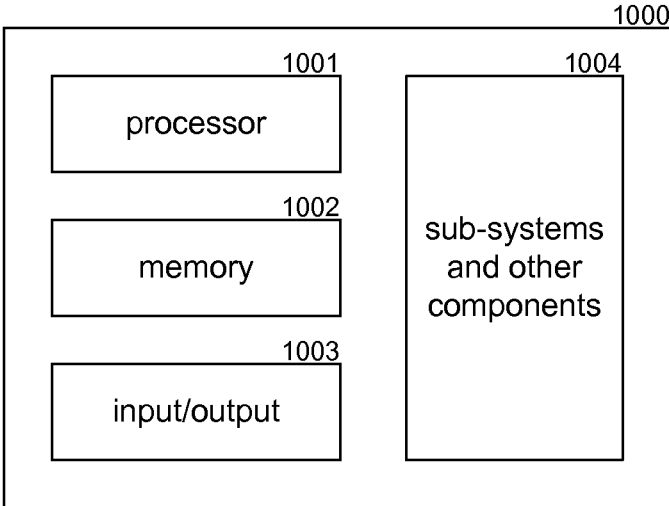 1000
1001
processor
1002
memory
1003
input/output
1004
sub-systems
and other
components